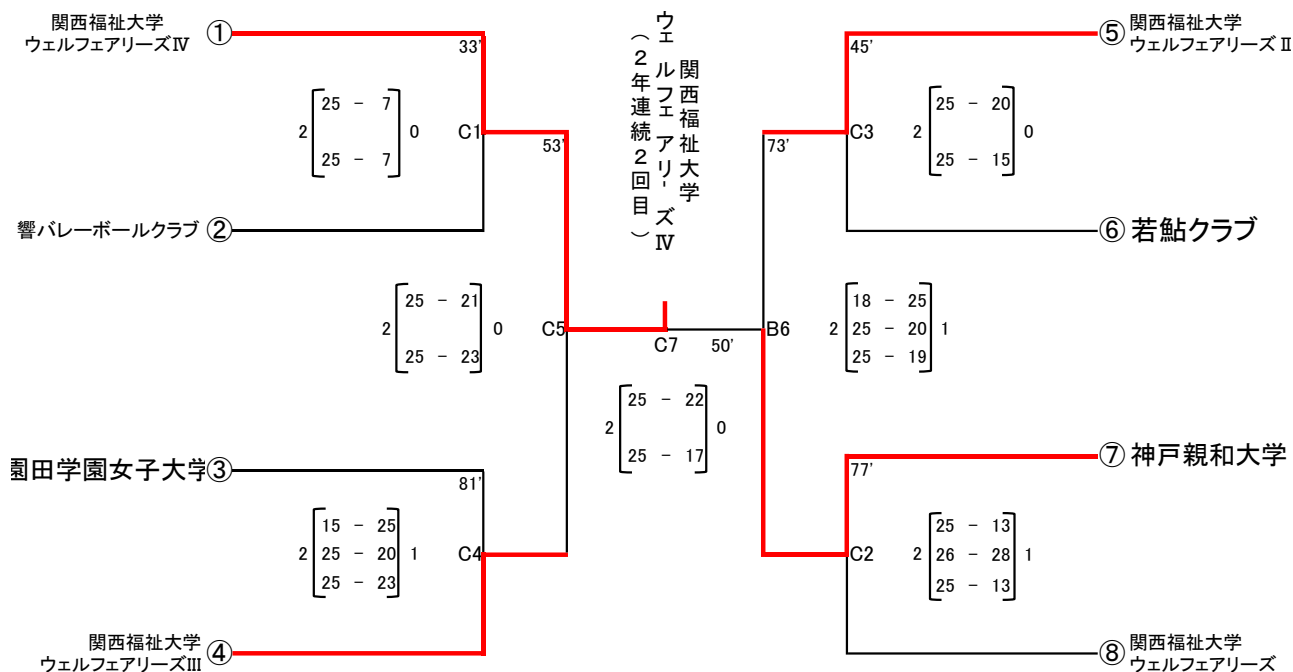 関西福祉大学
ウェルフェアリーズⅣ ①
33'
2 [25 - 7
25 - 7] 0
C1
53'
響バレーボールクラブ ②
2 [25 - 21
25 - 23] 0
C5
園田学園女子大学 ③
81'
2 [15 - 25
25 - 20
25 - 23] 1
C4
関西福祉大学
ウェルフェアリーズIII ④
関西福祉大学
ウェルフェアリーズⅣ
（２年連続２回目）
C7
50'
2 [25 - 22
25 - 17] 0
⑤ 関西福祉大学
ウェルフェアリーズⅡ
45'
C3
73'
2 [25 - 20
25 - 15] 0
⑥ 若鮎クラブ
B6
2 [18 - 25
25 - 20
25 - 19] 1
⑦ 神戸親和大学
77'
C2
2 [25 - 13
26 - 28
25 - 13] 1
⑧ 関西福祉大学
ウェルフェアリーズ